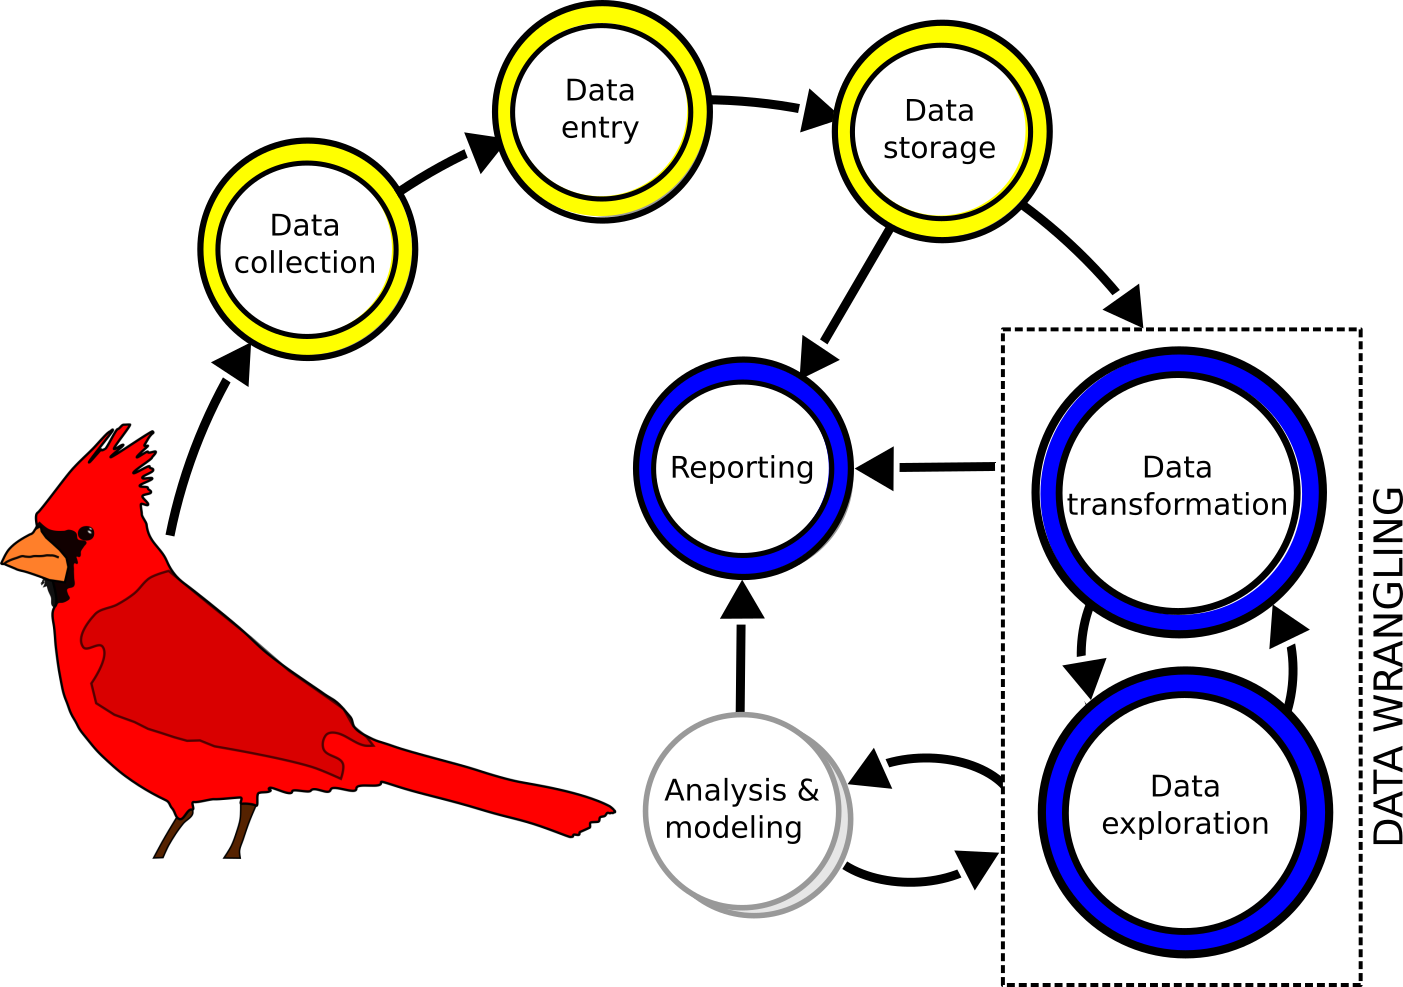 Data
entry
Data
storage
Data
collection
Reporting
Data
transformation
Analysis &
modeling
Data
exploration
DATA WRANGLING